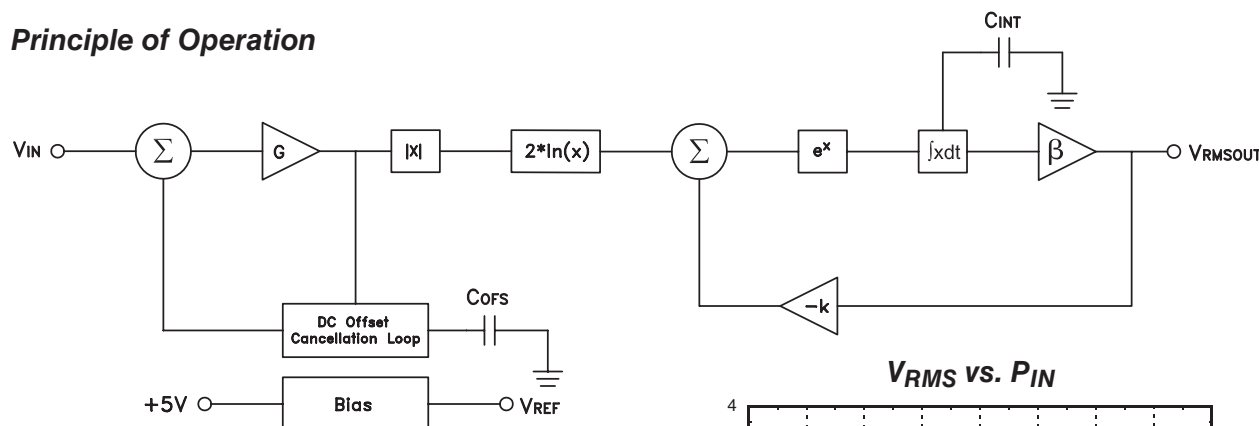 Principle of Operation
CINT
VIN
Σ
G
|X|
2*ln(x)
Σ
e^x
∫xdt
β
VRMSOUT
-k
DC Offset
Cancellation Loop
COFS
+5V
Bias
VREF
VRMS vs. PIN
4